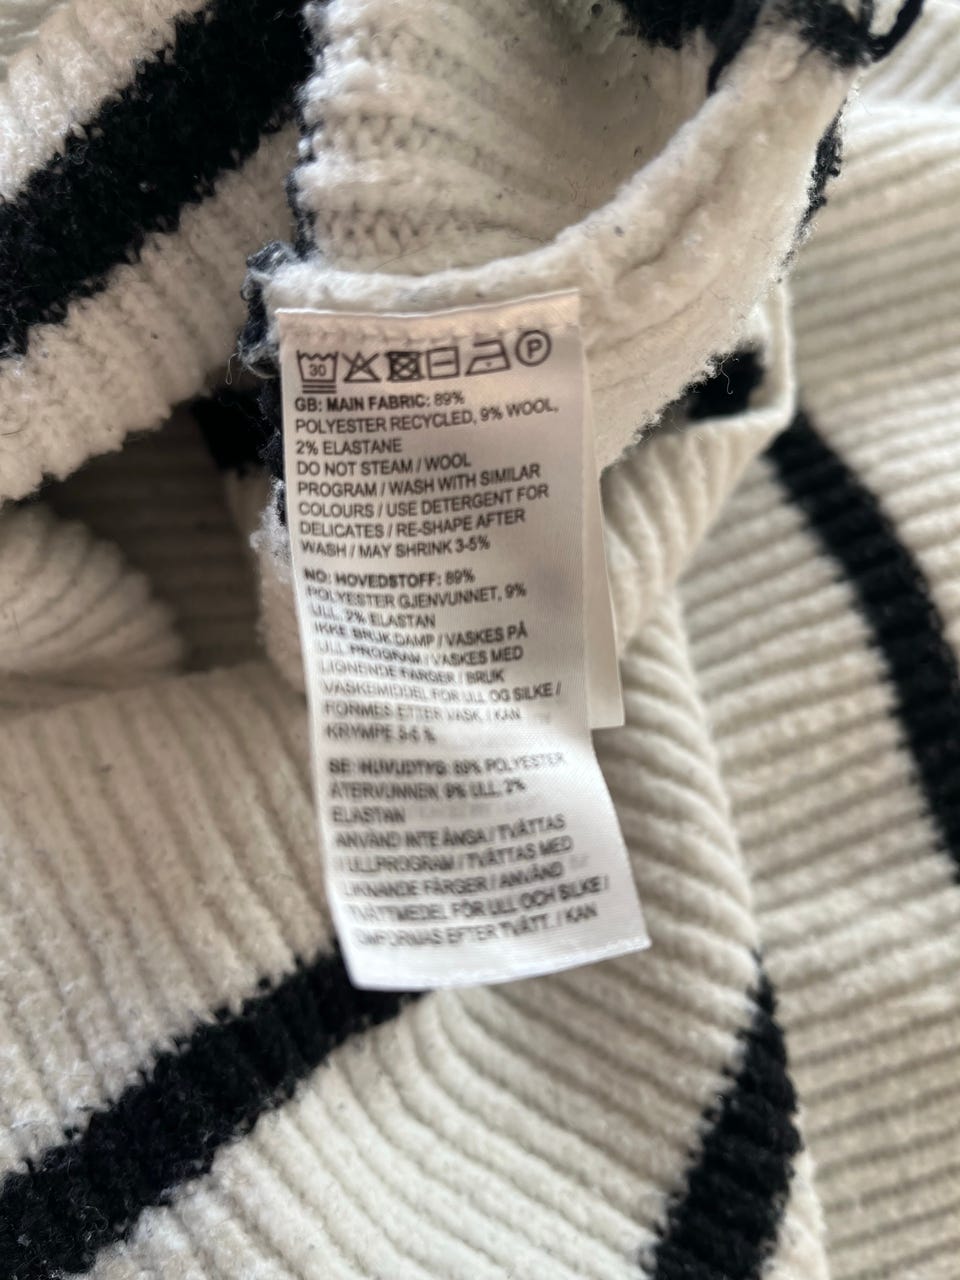 30 P
GB: MAIN FABRIC: 89%
POLYESTER RECYCLED, 9% WOOL,
2% ELASTANE
DO NOT STEAM / WOOL
PROGRAM / WASH WITH SIMILAR
COLOURS / USE DETERGENT FOR
DELICATES / RE-SHAPE AFTER
WASH / MAY SHRINK 3-5%
NO: HOVEDSTOFF: 89%
POLYESTER GJENVUNNET, 9%
ULL, 2% ELASTAN
IKKE BRUK DAMP / VASKES PÅ
ULL PROGRAM / VASKES MED
LIGNENDE FARGER / BRUK
VASKEMIDDEL FOR ULL OG SILKE /
FORMES ETTER VASK. / KAN
KRYMPE 3-5 %
SE: HUVUDTYG: 89% POLYESTER
ÅTERVUNNEN, 9% ULL, 2%
ELASTAN
ANVÄND INTE ÅNGA / TVÄTTAS
I ULLPROGRAM / TVÄTTAS MED
LIKNANDE FÄRGER / ANVÄND
TVÄTTMEDEL FÖR ULL OCH SILKE /
OMFORMAS EFTER TVÄTT. / KAN